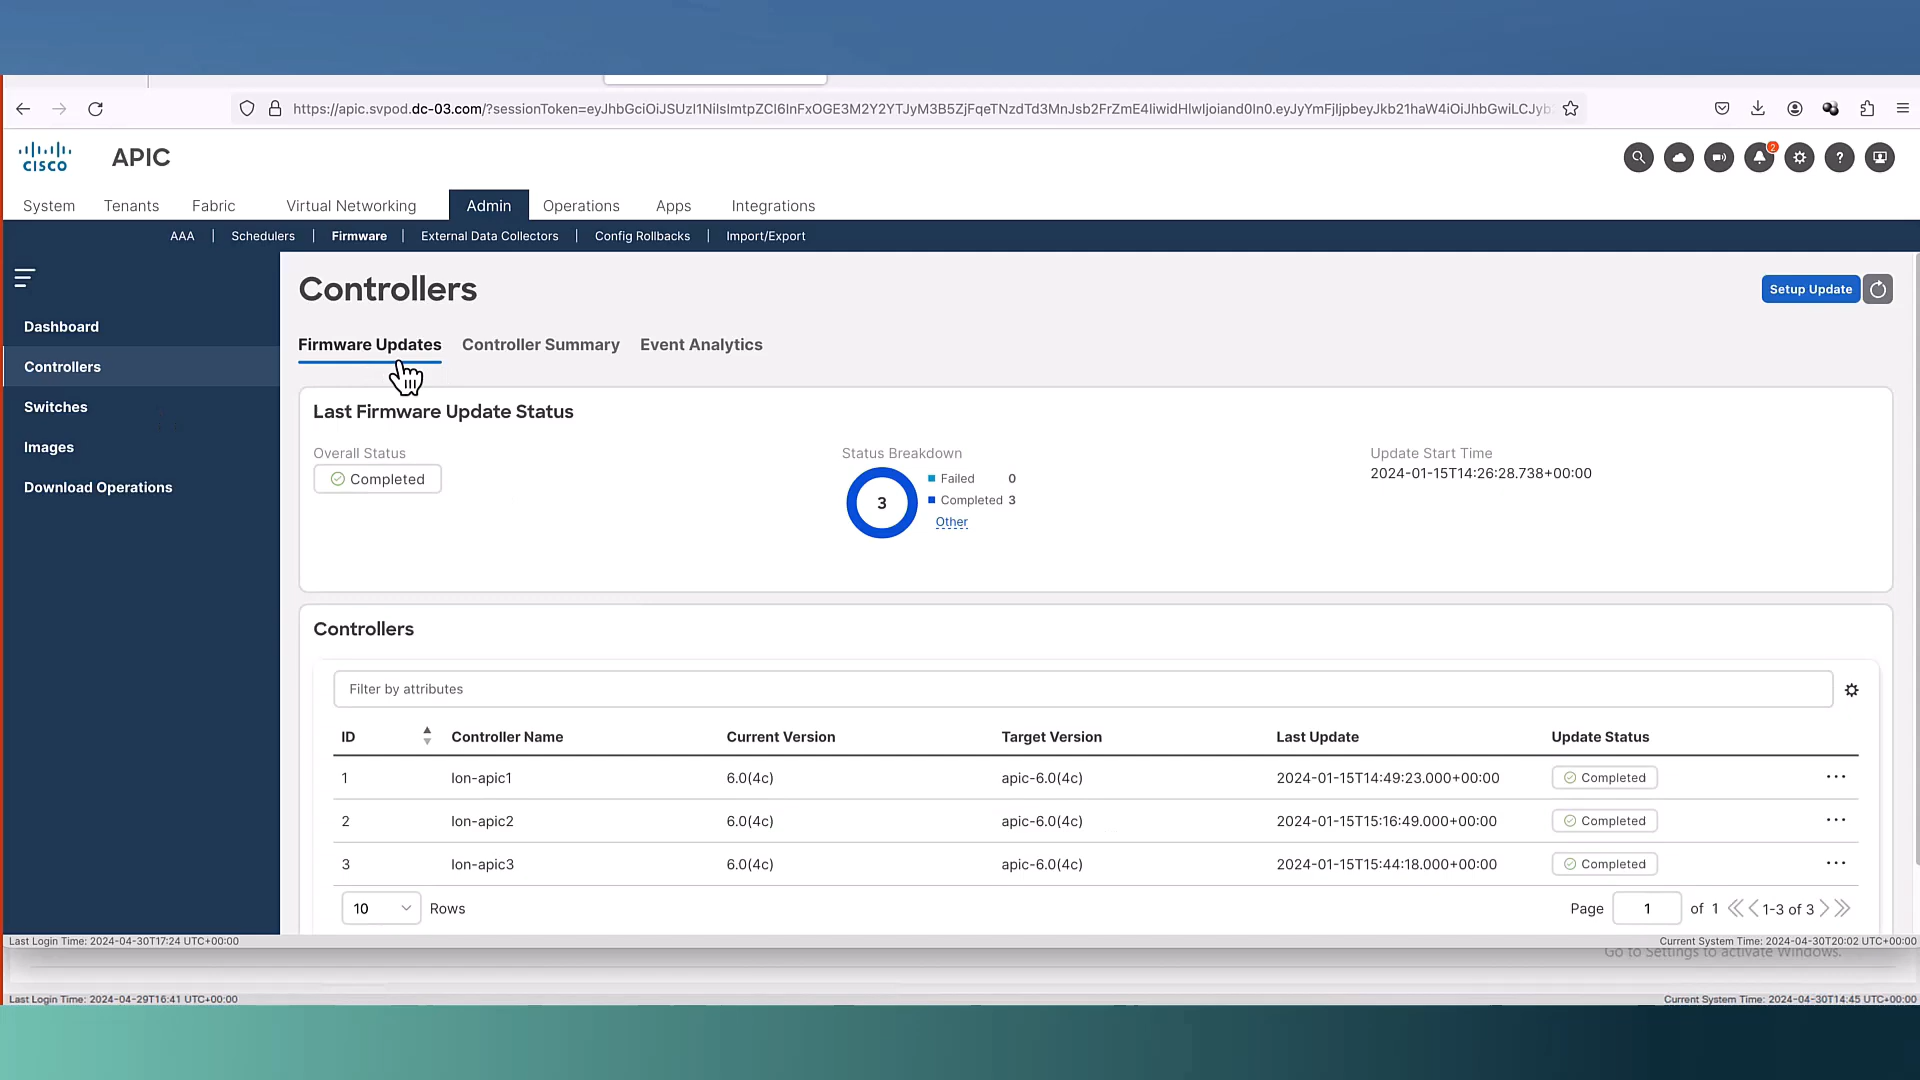 https://apic.svpod.dc-03.com/?sessionToken=
CISCO
APIC
2
System Tenants Fabric Virtual Networking Admin Operations Apps Integrations
AAA | Schedulers | Firmware | External Data Collectors | Config Rollbacks | Import/Export
Dashboard
Controllers
Switches
Images
Download Operations
Controllers
Setup Update
Firmware Updates Controller Summary Event Analytics
Last Firmware Update Status
Overall Status
Completed
Status Breakdown
3
Failed 0
Completed 3
Other
Update Start Time
2024-01-15T14:26:28.738+00:00
Controllers
Filter by attributes
ID Controller Name Current Version Target Version Last Update Update Status
1 lon-apic1 6.0(4c) apic-6.0(4c) 2024-01-15T14:49:23.000+00:00 Completed
2 lon-apic2 6.0(4c) apic-6.0(4c) 2024-01-15T15:16:49.000+00:00 Completed
3 lon-apic3 6.0(4c) apic-6.0(4c) 2024-01-15T15:44:18.000+00:00 Completed
10 Rows Page 1 of 1 1-3 of 3
Last Login Time: 2024-04-30T17:24 UTC+00:00 Current System Time: 2024-04-30T20:02 UTC+00:00
Go to Settings to activate Windows.
Last Login Time: 2024-04-29T16:41 UTC+00:00 Current System Time: 2024-04-30T14:45 UTC+00:00